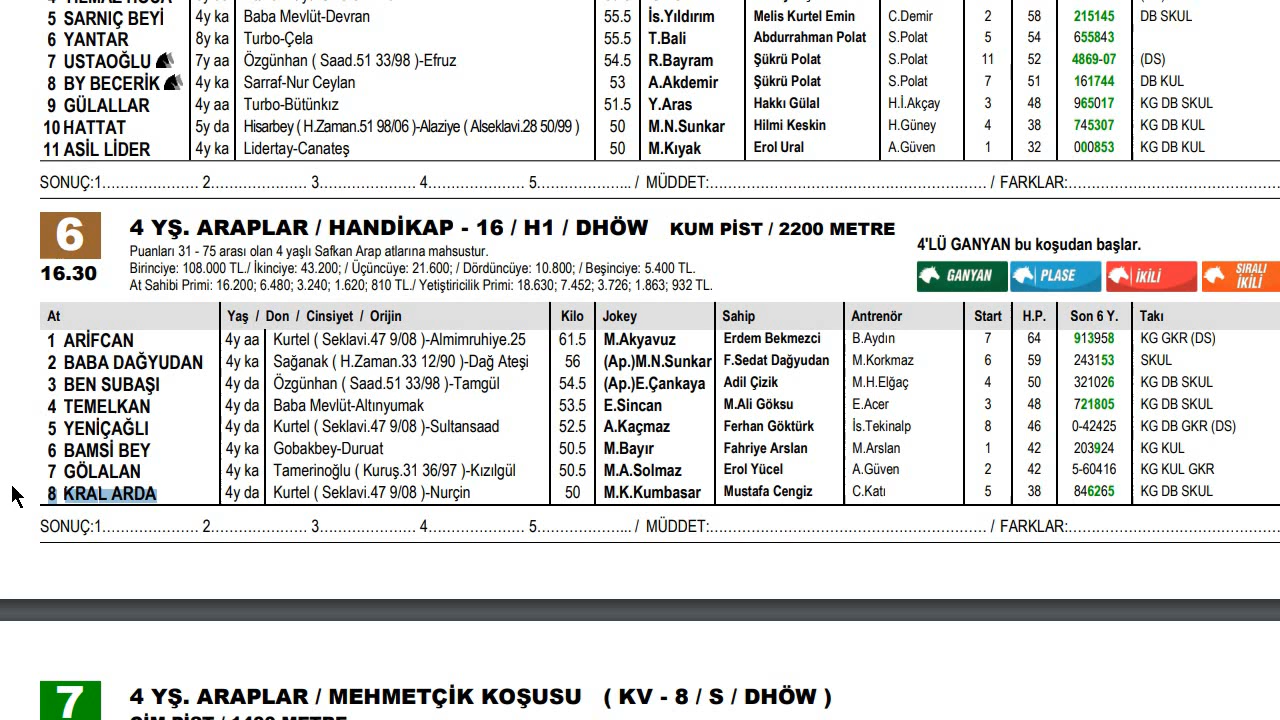 5 SARNIÇ BEYİ 4y ka Baba Mevlüt-Devran 55.5 İs.Yıldırım Melis Kurtel Emin C.Demir 2 58 215145 DB SKUL
6 YANTAR 8y ka Turbo-Çela 55.5 T.Bali Abdurrahman Polat S.Polat 5 54 655843
7 USTAOĞLU 7y aa Özgünhan ( Saad.51 33/98 )-Efruz 54.5 R.Bayram Şükrü Polat S.Polat 11 52 4869-07 (DS)
8 BY BECERİK 4y ka Sarraf-Nur Ceylan 53 A.Akdemir Şükrü Polat S.Polat 7 51 161744 DB KUL
9 GÜLALLAR 4y aa Turbo-Bütünkız 51.5 Y.Aras Hakkı Gülal H.İ.Akçay 3 48 965017 KG DB SKUL
10 HATTAT 5y da Hisarbey ( H.Zaman.51 98/06 )-Alaziye ( Alseklavi.28 50/99 ) 50 M.N.Sunkar Hilmi Keskin H.Güney 4 38 745307 KG DB KUL
11 ASİL LİDER 4y ka Lidertay-Canateş 50 M.Kıyak Erol Ural A.Güven 1 32 000853 KG DB KUL
SONUÇ:1...................... 2...................... 3...................... 4...................... 5...................... / MÜDDET:.............................................................. / FARKLAR:..............................................
6 4 YŞ. ARAPLAR / HANDİKAP - 16 / H1 / DHÖW KUM PİST / 2200 METRE
Puanları 31 - 75 arası olan 4 yaşlı Safkan Arap atlarına mahsustur.
4'LÜ GANYAN bu koşudan başlar.
16.30 Birinciye: 108.000 TL./ İkinciye: 43.200; / Üçüncüye: 21.600; / Dördüncüye: 10.800; / Beşinciye: 5.400 TL.
At Sahibi Primi: 16.200; 6.480; 3.240; 1.620; 810 TL./ Yetiştiricilik Primi: 18.630; 7.452; 3.726; 1.863; 932 TL.
GANYAN PLASE İKİLİ SIRALI İKİLİ
At Yaş / Don / Cinsiyet / Orijin Kilo Jokey Sahip Antrenör Start H.P. Son 6 Y. Takı
1 ARİFCAN 4y aa Kurtel ( Seklavi.47 9/08 )-Almimruhiye.25 61.5 M.Akyavuz Erdem Bekmezci B.Aydın 7 64 913958 KG GKR (DS)
2 BABA DAĞYUDAN 4y ka Sağanak ( H.Zaman.33 12/90 )-Dağ Ateşi 56 (Ap.)M.N.Sunkar F.Sedat Dağyudan M.Korkmaz 6 59 243153 SKUL
3 BEN SUBAŞI 4y da Özgünhan ( Saad.51 33/98 )-Tamgül 54.5 (Ap.)E.Çankaya Adil Çizik M.H.Elğaç 4 50 321026 KG DB SKUL
4 TEMELKAN 4y da Baba Mevlüt-Altınyumak 53.5 E.Sincan M.Ali Göksu E.Acer 3 48 721805 KG DB SKUL
5 YENİÇAĞLI 4y da Kurtel ( Seklavi.47 9/08 )-Sultansaad 52.5 A.Kaçmaz Ferhan Göktürk İs.Tekinalp 8 46 0-42425 KG DB GKR (DS)
6 BAMSİ BEY 4y ka Gobakbey-Duruat 50.5 M.Bayır Fahriye Arslan M.Arslan 1 42 203924 KG KUL
7 GÖLALAN 4y ka Tamerinoğlu ( Kuruş.31 36/97 )-Kızılgül 50.5 M.A.Solmaz Erol Yücel A.Güven 2 42 5-60416 KG KUL GKR
8 KRAL ARDA 4y da Kurtel ( Seklavi.47 9/08 )-Nurçin 50 M.K.Kumbasar Mustafa Cengiz C.Katı 5 38 846265 KG DB SKUL
SONUÇ:1...................... 2...................... 3...................... 4...................... 5...................... / MÜDDET:.............................................................. / FARKLAR:..............................................
7 4 YŞ. ARAPLAR / MEHMETÇİK KOŞUSU ( KV - 8 / S / DHÖW )